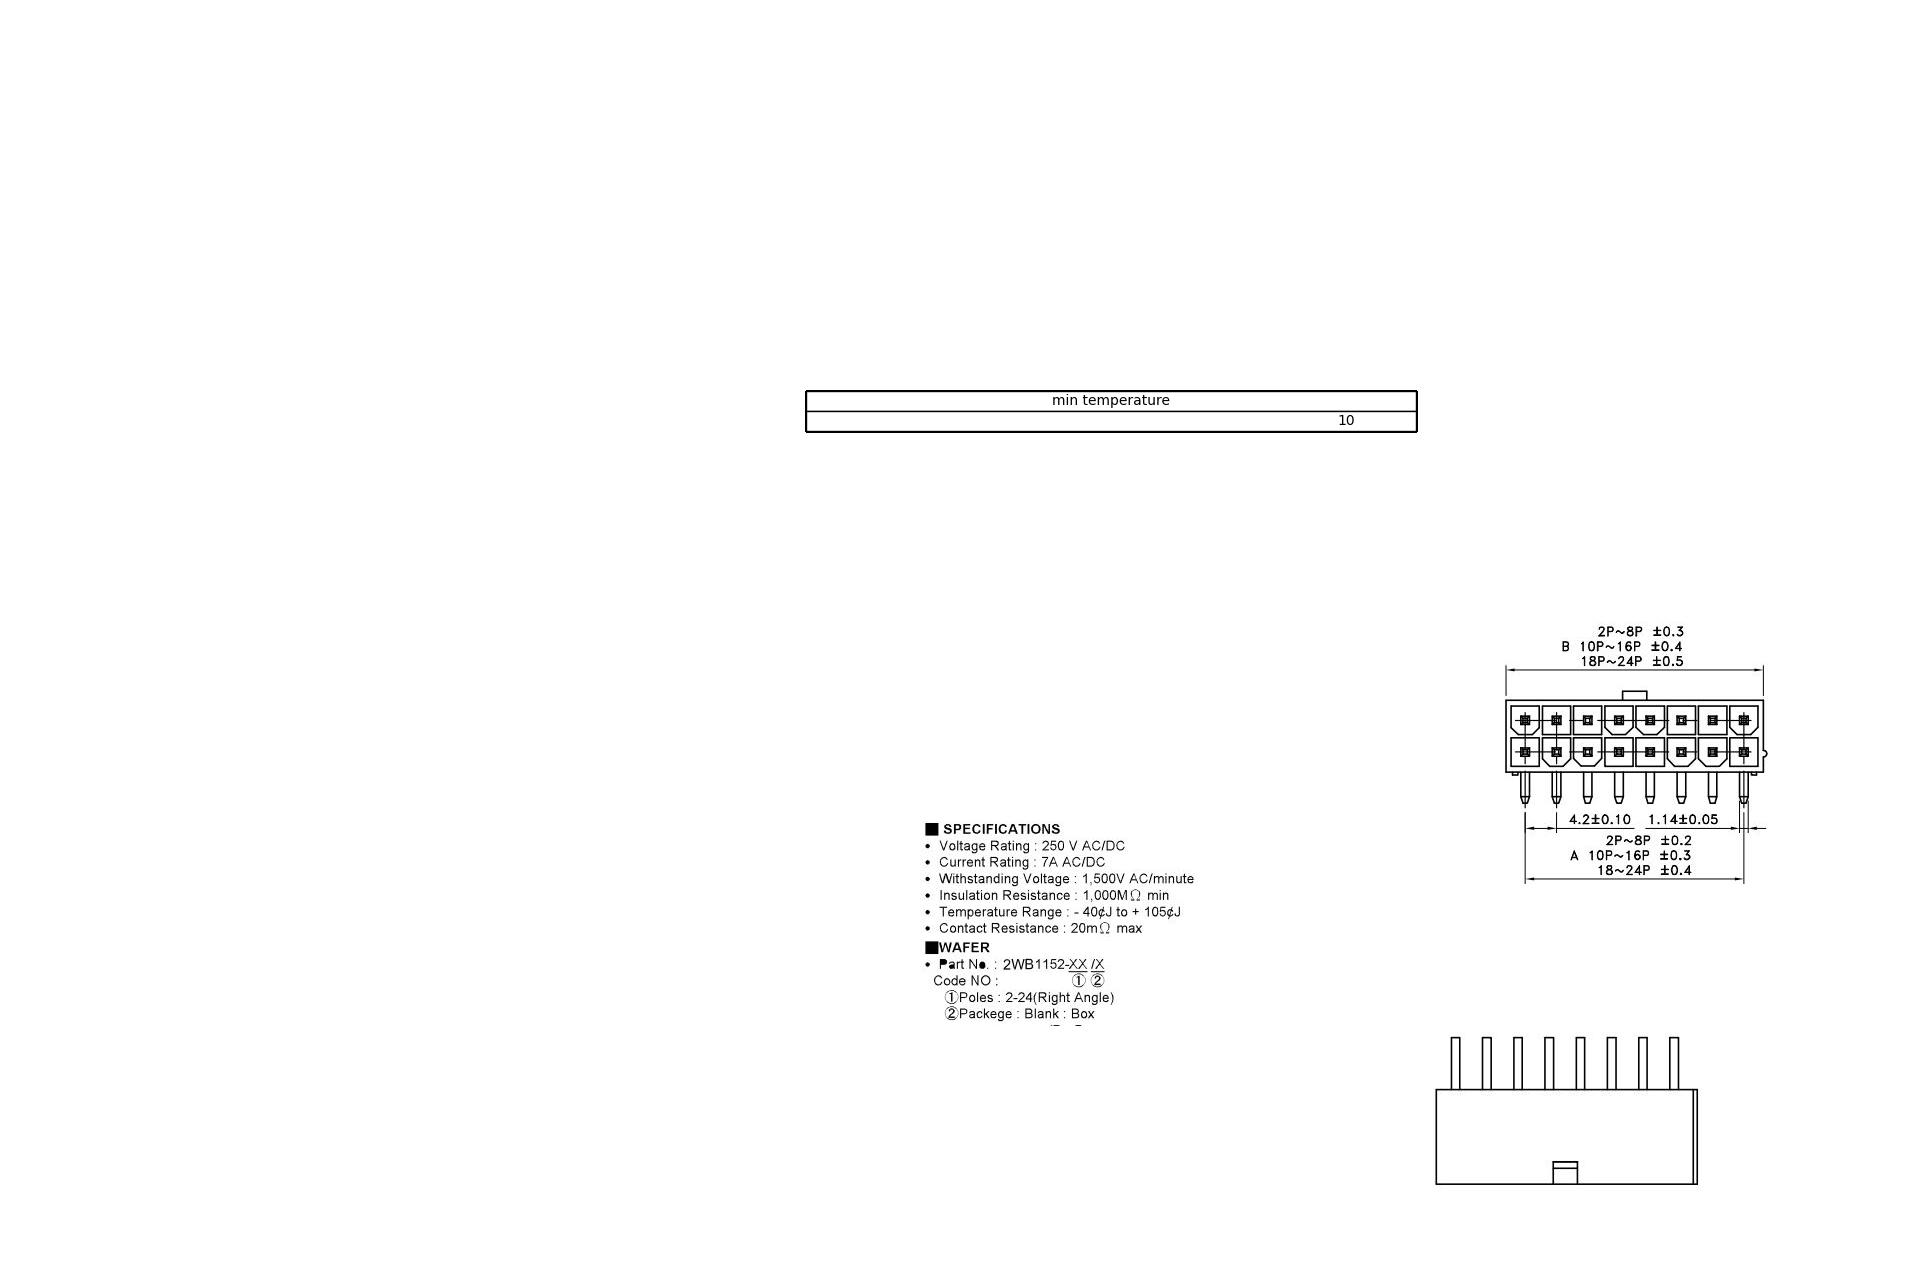 min temperature
10
2P~8P ±0.3
B 10P~16P ±0.4
18P~24P ±0.5
4.2±0.10 1.14±0.05
2P~8P ±0.2
A 10P~16P ±0.3
18~24P ±0.4
■ SPECIFICATIONS
• Voltage Rating : 250 V AC/DC
• Current Rating : 7A AC/DC
• Withstanding Voltage : 1,500V AC/minute
• Insulation Resistance : 1,000MΩ min
• Temperature Range : - 40¢J to + 105¢J
• Contact Resistance : 20mΩ max
■WAFER
• Part No. : 2WB1152-XX /X
Code NO : ① ②
①Poles : 2-24(Right Angle)
②Packege : Blank : Box